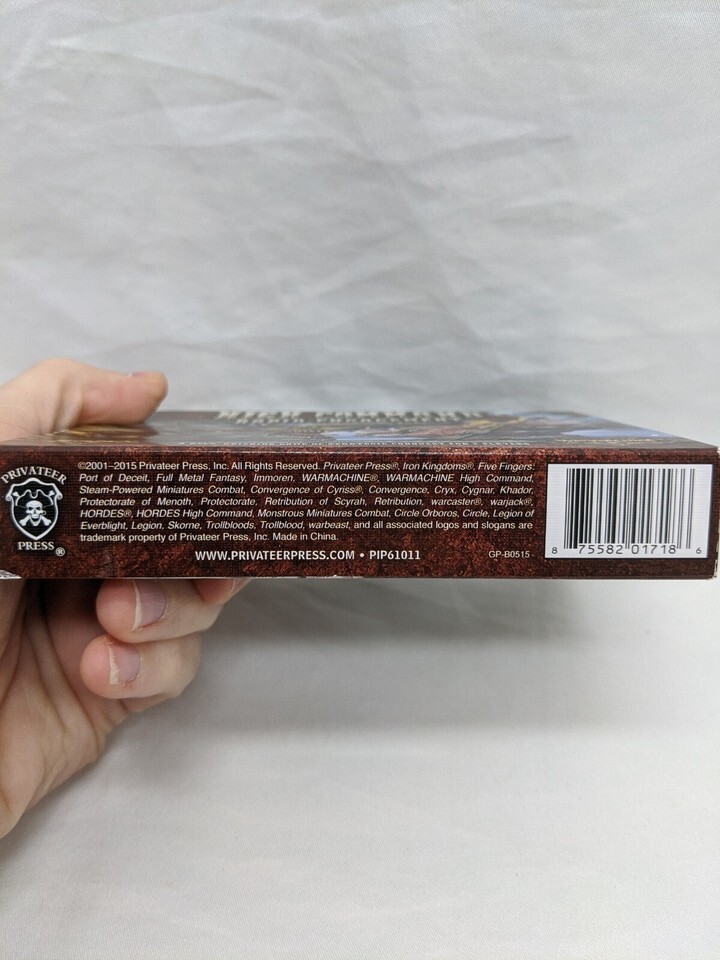 HIGH COMMAND
PRIVATEER
PRESS®
©2001–2015 Privateer Press, Inc. All Rights Reserved. Privateer Press®, Iron Kingdoms®, Five Fingers:
Port of Deceit, Full Metal Fantasy, Immoren, WARMACHINE®, WARMACHINE High Command,
Steam-Powered Miniatures Combat, Convergence of Cyriss®, Convergence, Cryx, Cygnar, Khador,
Protectorate of Menoth, Protectorate, Retribution of Scyrah, Retribution, warcaster®, warjack®,
HORDES®, HORDES High Command, Monstrous Miniatures Combat, Circle Orboros, Circle, Legion of
Everblight, Legion, Skorne, Trollbloods, Trollblood, warbeast, and all associated logos and slogans are
trademark property of Privateer Press, Inc. Made in China.
WWW.PRIVATEERPRESS.COM • PIP61011
GP-B0515
8 75582 01718 6